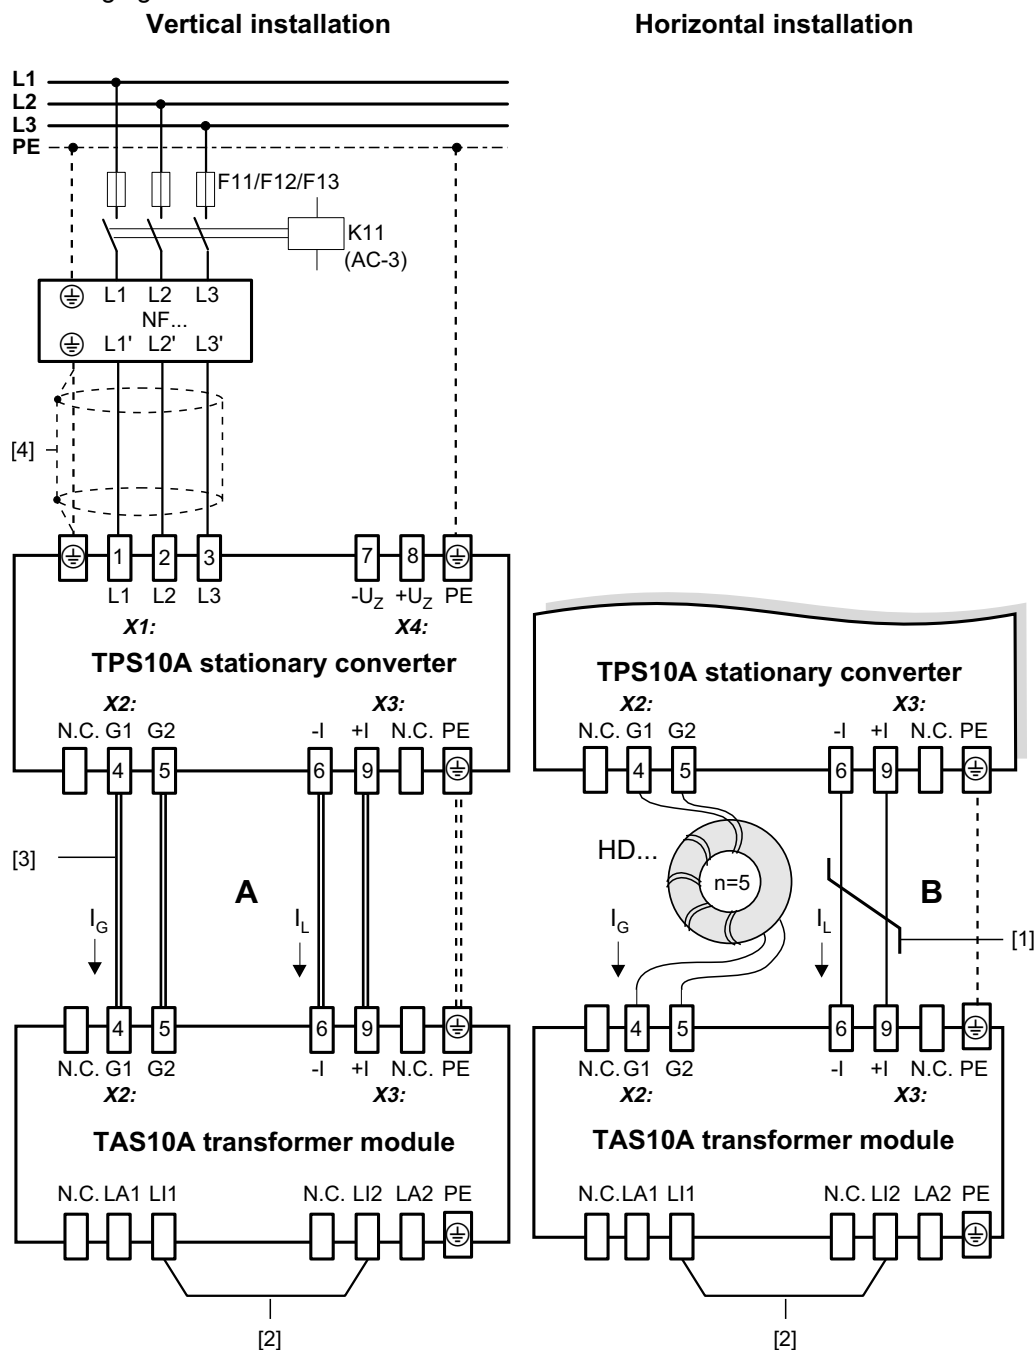 Vertical installation
Horizontal installation
L1
L2
L3
PE
F11/F12/F13
K11
(AC-3)
L1 L2 L3
NF...
L1' L2' L3'
[4]
1 2 3 7 8
L1 L2 L3 -UZ +UZ PE
X1: X4:
TPS10A stationary converter
X2: X3:
N.C. G1 G2 -I +I N.C. PE
4 5 6 9
[3]
A
IG IL
4 5 6 9
N.C. G1 G2 -I +I N.C. PE
X2: X3:
TAS10A transformer module
N.C. LA1 LI1 N.C. LI2 LA2 PE
[2]
TPS10A stationary converter
X2: X3:
N.C. G1 G2 -I +I N.C. PE
4 5 6 9
HD...
n=5
B
IG IL
[1]
4 5 6 9
N.C. G1 G2 -I +I N.C. PE
X2: X3:
TAS10A transformer module
N.C. LA1 LI1 N.C. LI2 LA2 PE
[2]